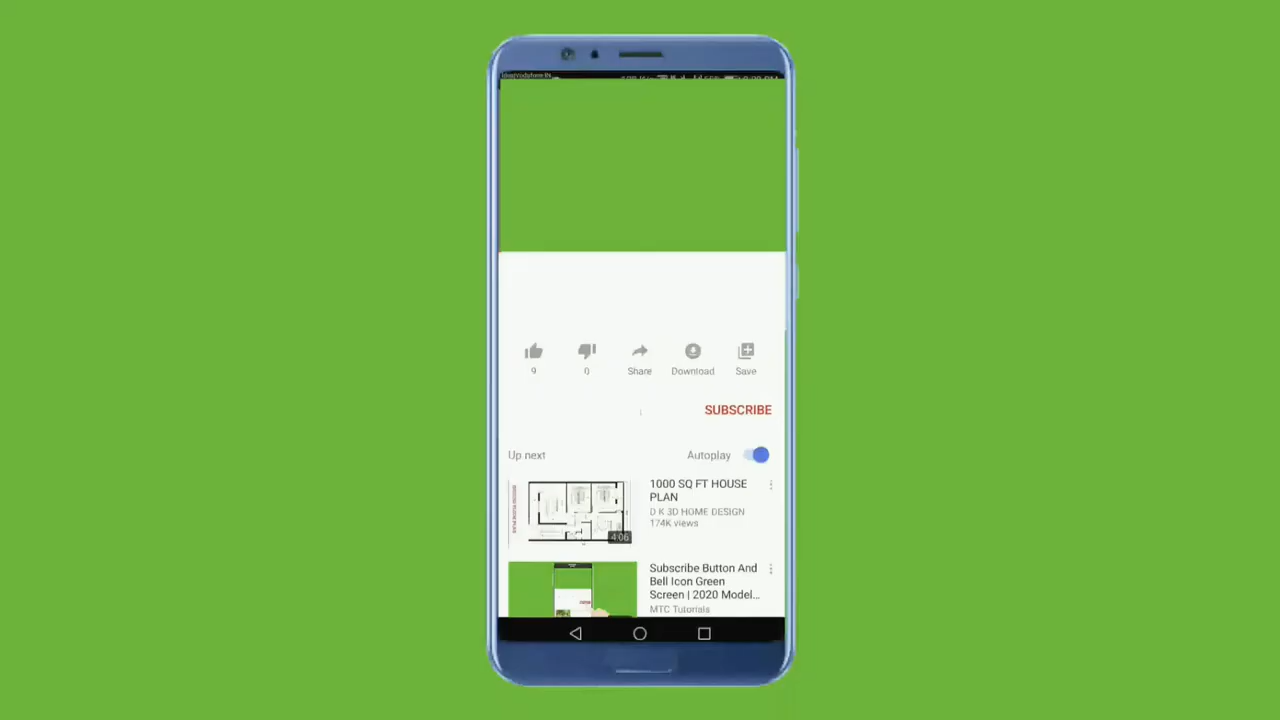 9
0
Share
Download
Save
SUBSCRIBE
Up next
Autoplay
1000 SQ FT HOUSE
PLAN
D K 3D HOME DESIGN
174K views
4:06
Subscribe Button And
Bell Icon Green
Screen | 2020 Model...
MTC Tutorials